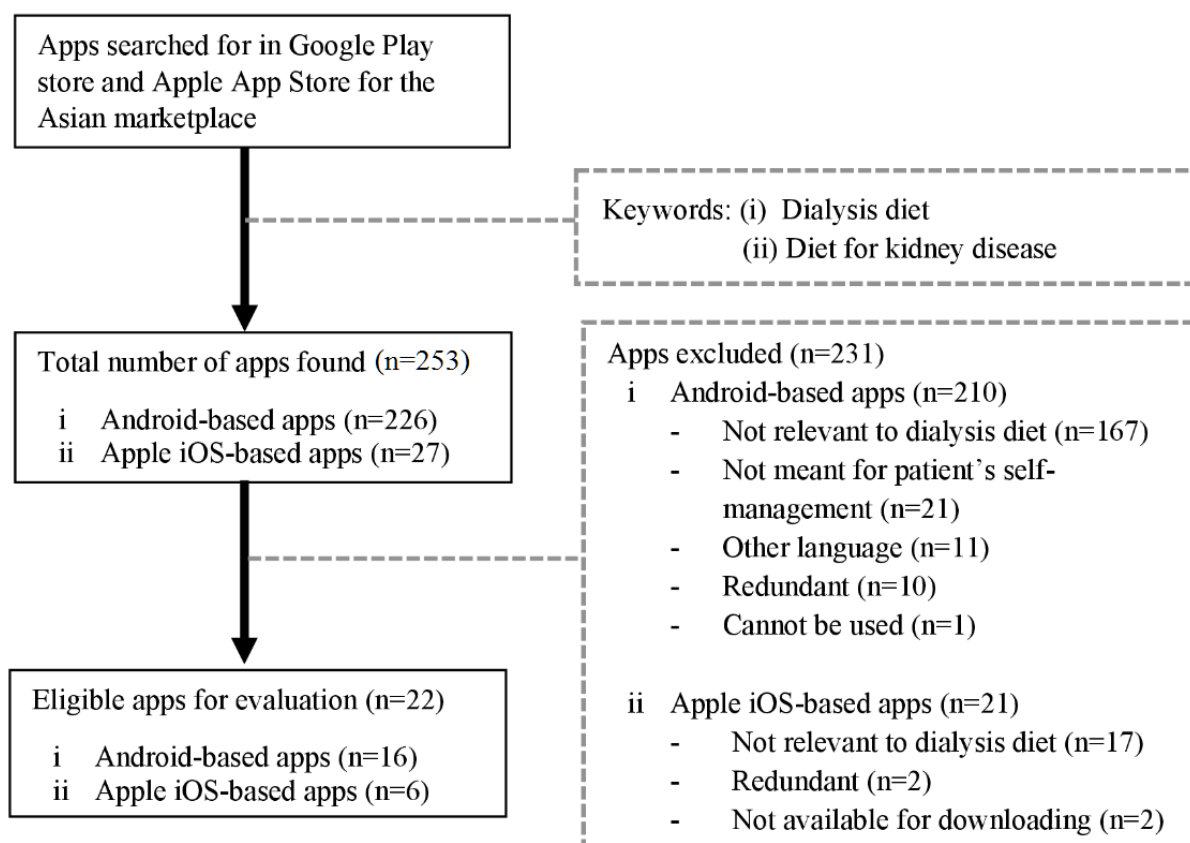 Apps searched for in Google Play
store and Apple App Store for the
Asian marketplace
Keywords: (i) Dialysis diet
(ii) Diet for kidney disease
Total number of apps found (n=253)
i Android-based apps (n=226)
ii Apple iOS-based apps (n=27)
Apps excluded (n=231)
i Android-based apps (n=210)
- Not relevant to dialysis diet (n=167)
- Not meant for patient’s self-
management (n=21)
- Other language (n=11)
- Redundant (n=10)
- Cannot be used (n=1)
ii Apple iOS-based apps (n=21)
- Not relevant to dialysis diet (n=17)
- Redundant (n=2)
- Not available for downloading (n=2)
Eligible apps for evaluation (n=22)
i Android-based apps (n=16)
ii Apple iOS-based apps (n=6)